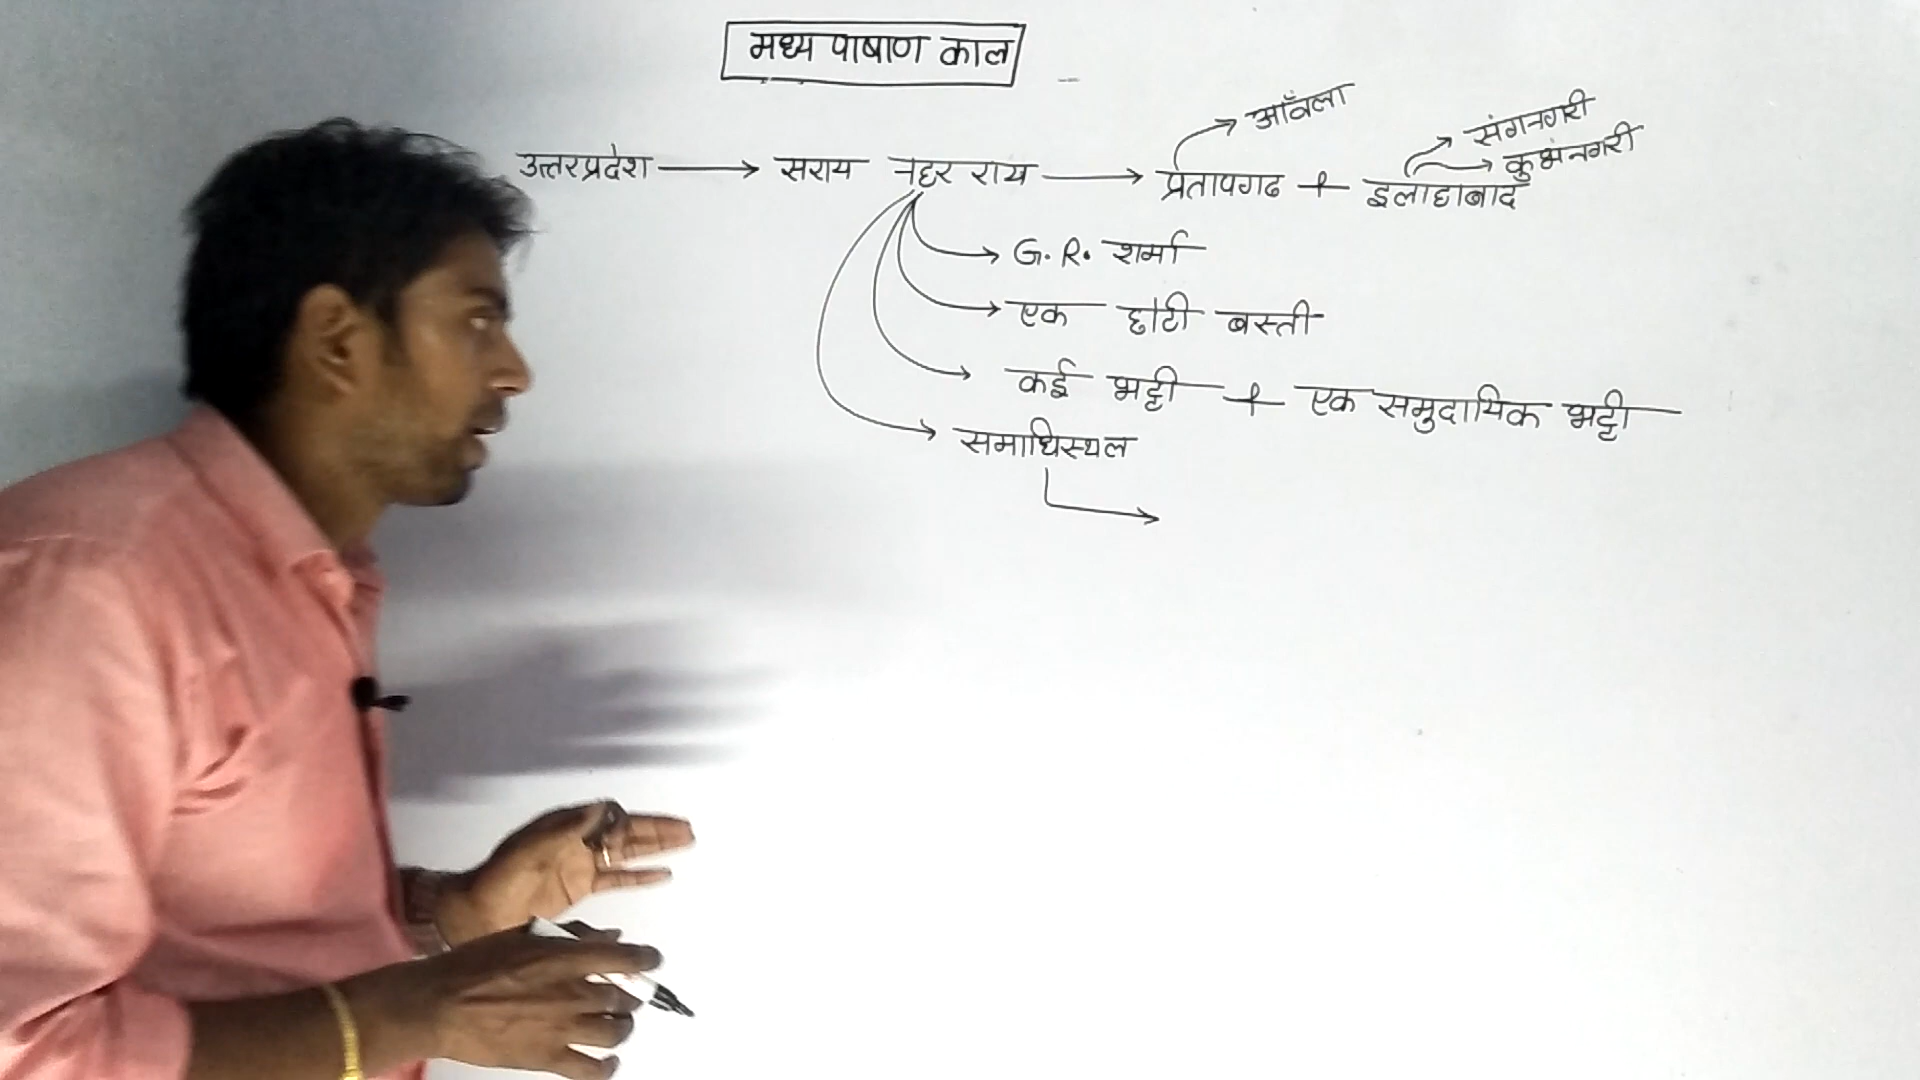 मध्य पाषाण काल
आँवला
संगनगरी
कुभंनगरी
उत्तरप्रदेश → सराय नहर राय → प्रतापगढ + इलाहाबाद
→ G. R. शर्मा
→ एक छोटी बस्ती
→ कई भट्टी + एक समुदायिक भट्टी
→ समाधिस्थल